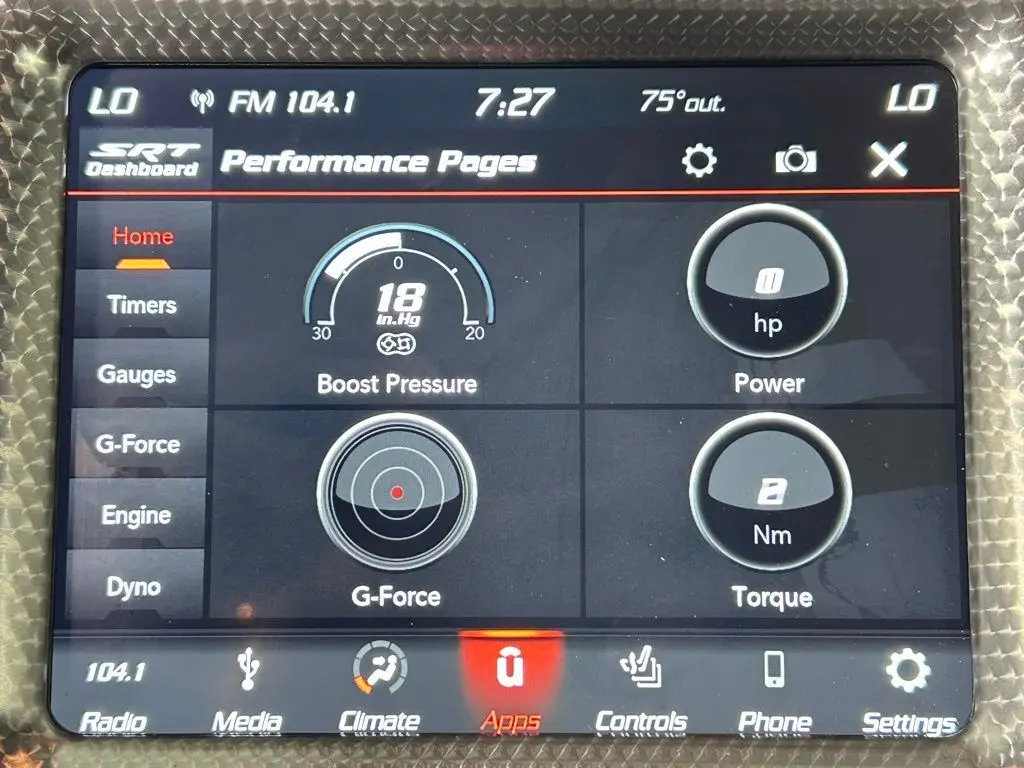 LO FM 104.1 7:27 75°out. LO
SRT
Dashboard
Performance Pages
Home
Timers
Gauges
G-Force
Engine
Dyno
0
18
In.Hg
30 20
Boost Pressure
0
hp
Power
G-Force
2
Nm
Torque
104.1
Radio Media Climate Apps Controls Phone Settings